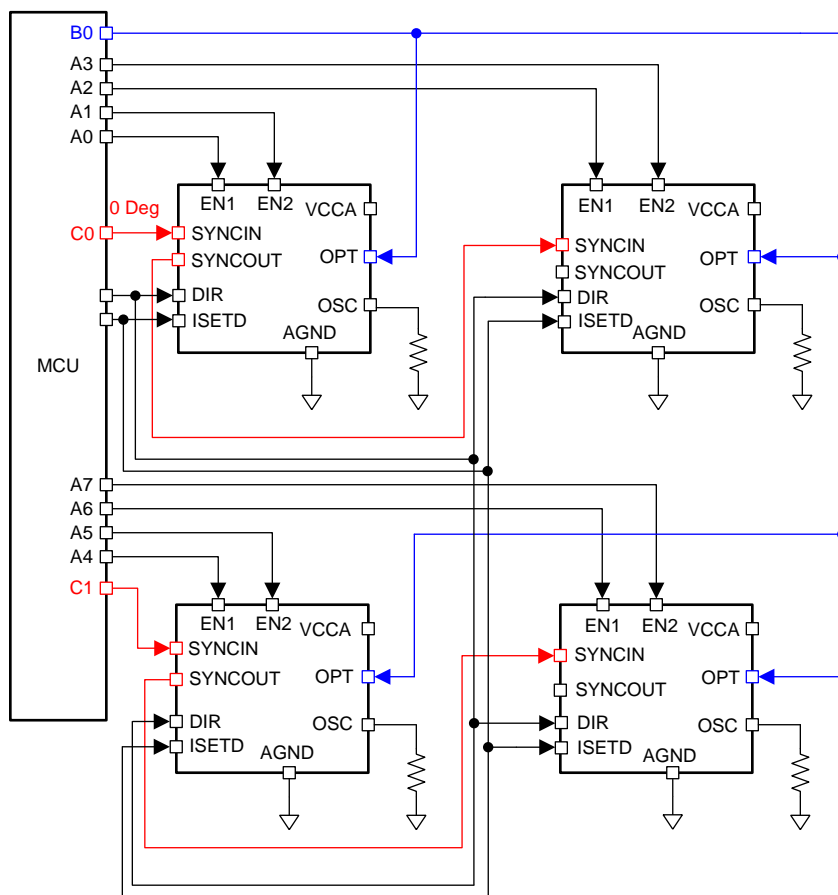 B0
A3
A2
A1
A0
0 Deg
C0
MCU
A7
A6
A5
A4
C1
EN1 EN2 VCCA
SYNCIN
SYNCOUT OPT
DIR
ISETD OSC
AGND
EN1 EN2 VCCA
SYNCIN
SYNCOUT OPT
DIR
ISETD OSC
AGND
EN1 EN2 VCCA
SYNCIN
SYNCOUT OPT
DIR OSC
ISETD
AGND
EN1 EN2 VCCA
SYNCIN
SYNCOUT OPT
DIR OSC
ISETD
AGND